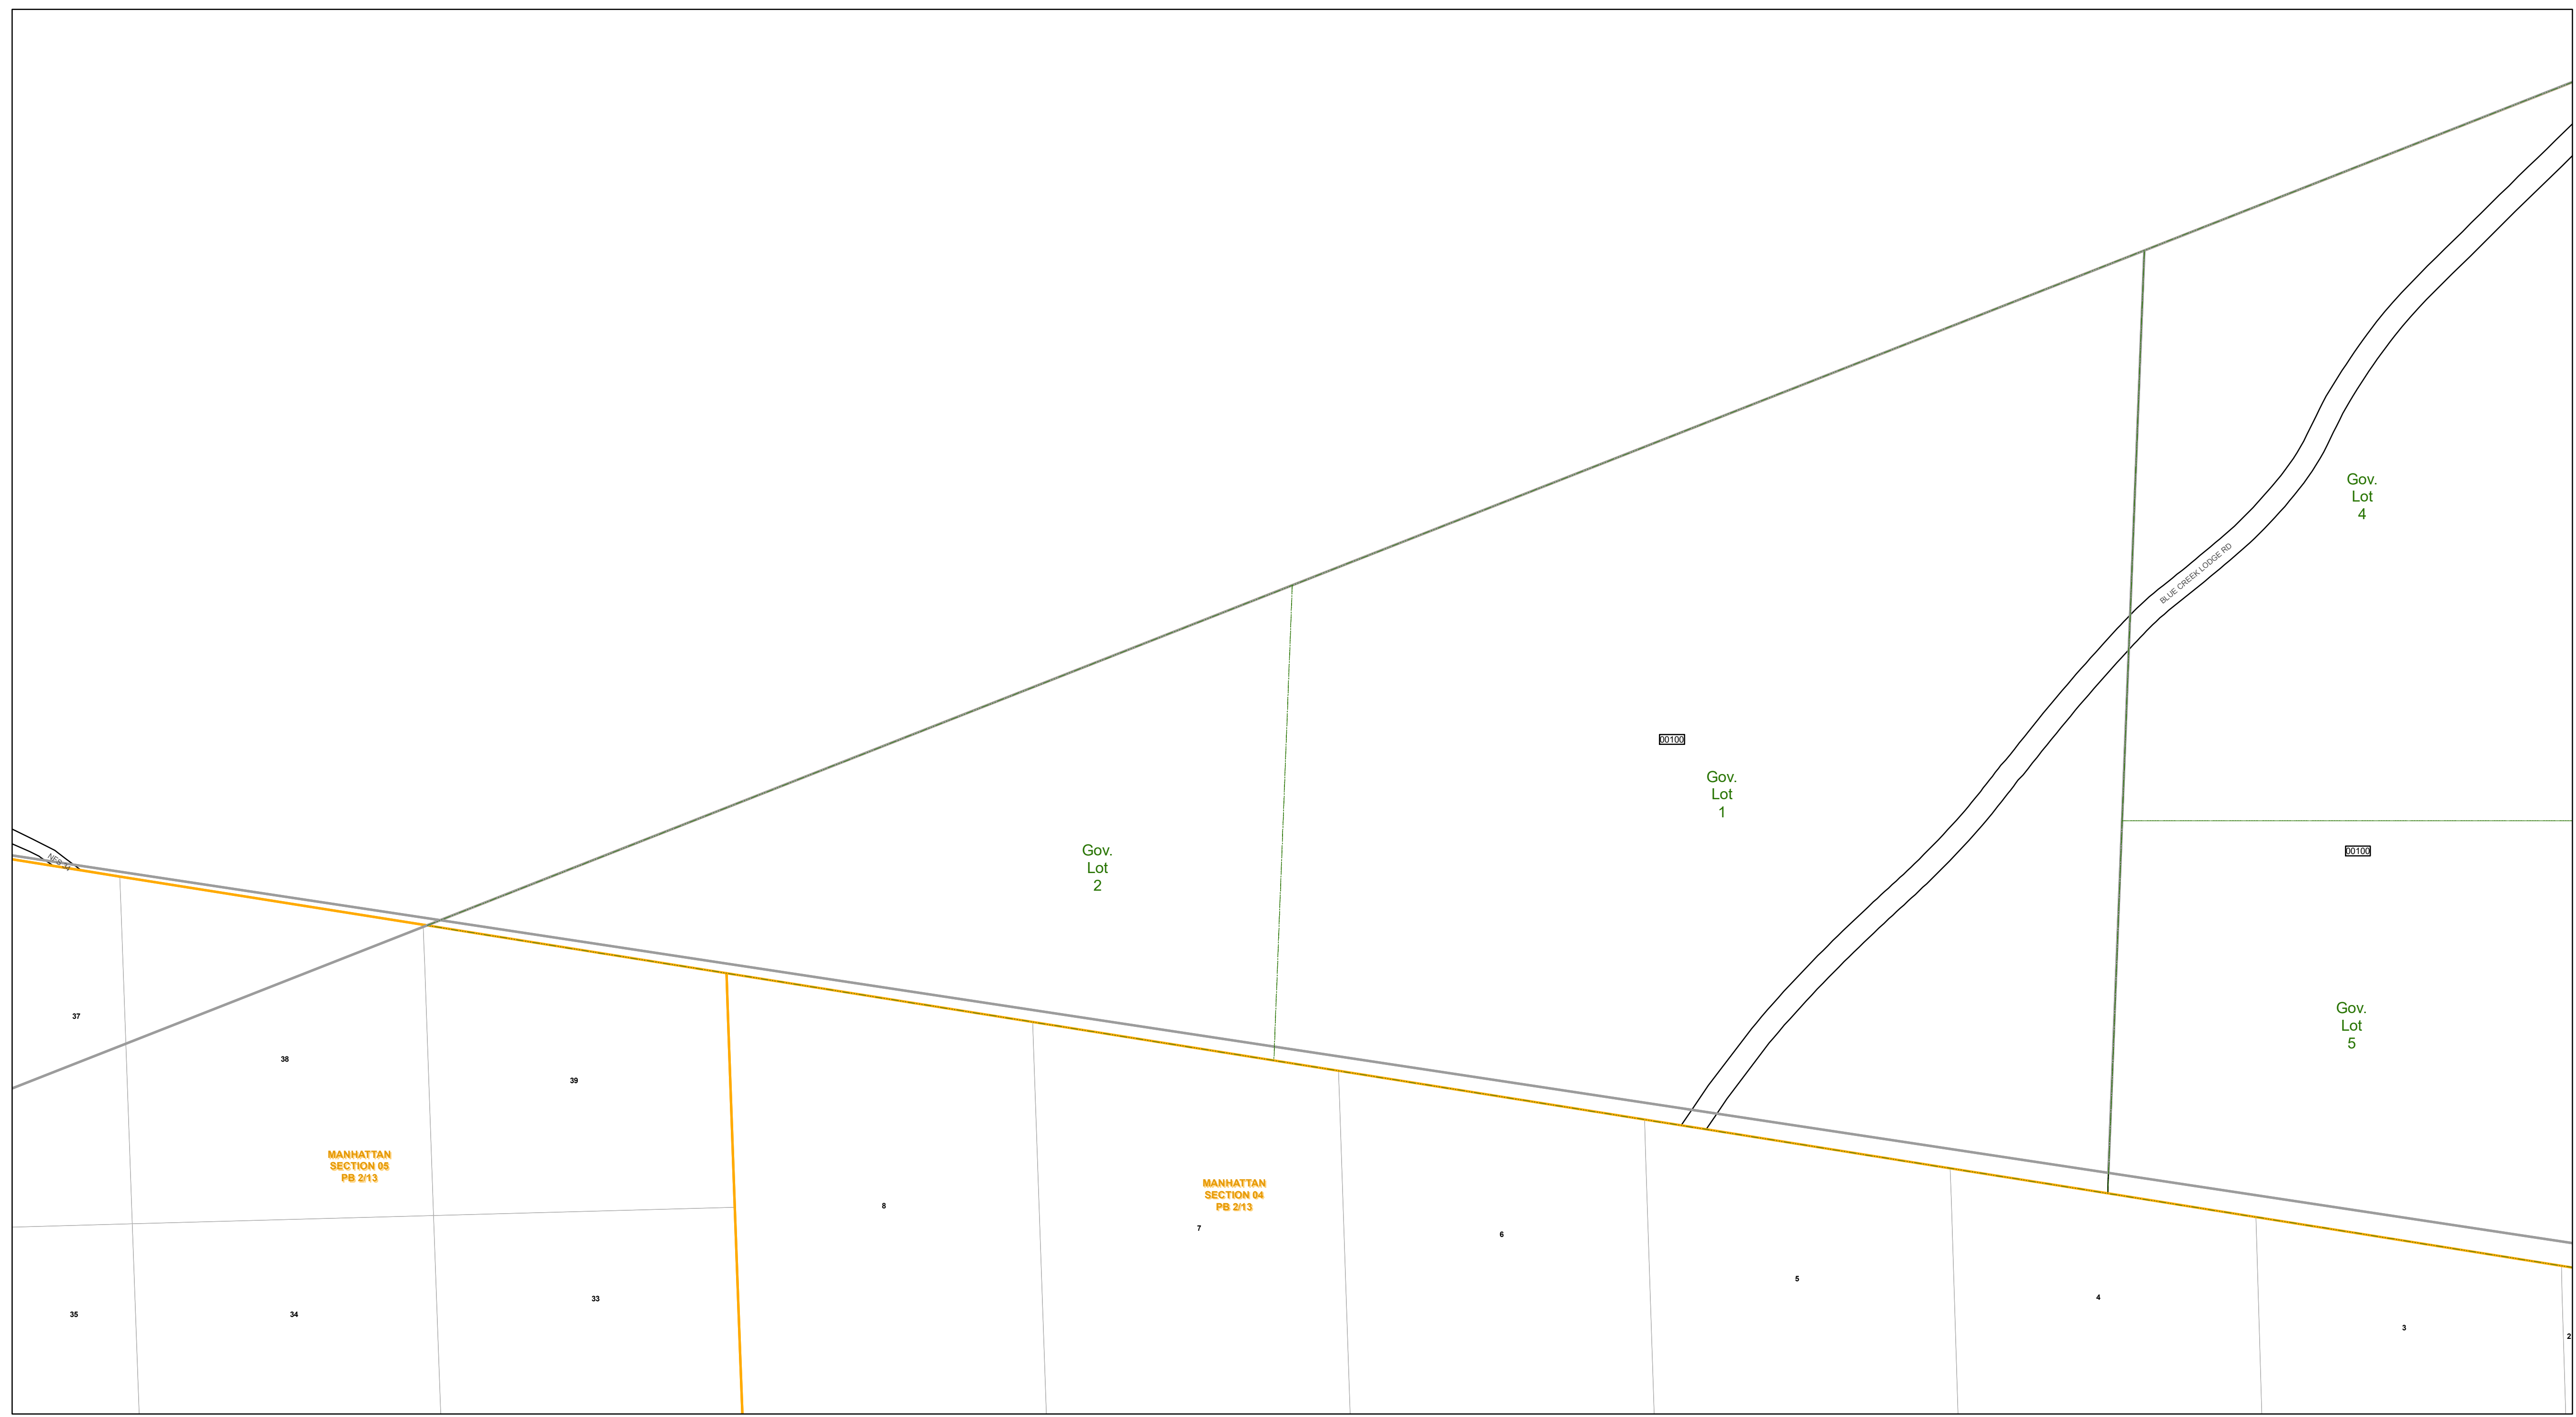 Gov.
Lot
4
BLUE CREEK LODGE RD
00100
Gov.
Lot
1
Gov.
Lot
2
00100
Gov.
Lot
5
37
38
39
MANHATTAN
SECTION 05
PB 2/13
MANHATTAN
SECTION 04
PB 2/13
8
7
6
5
4
3
2
35
34
33